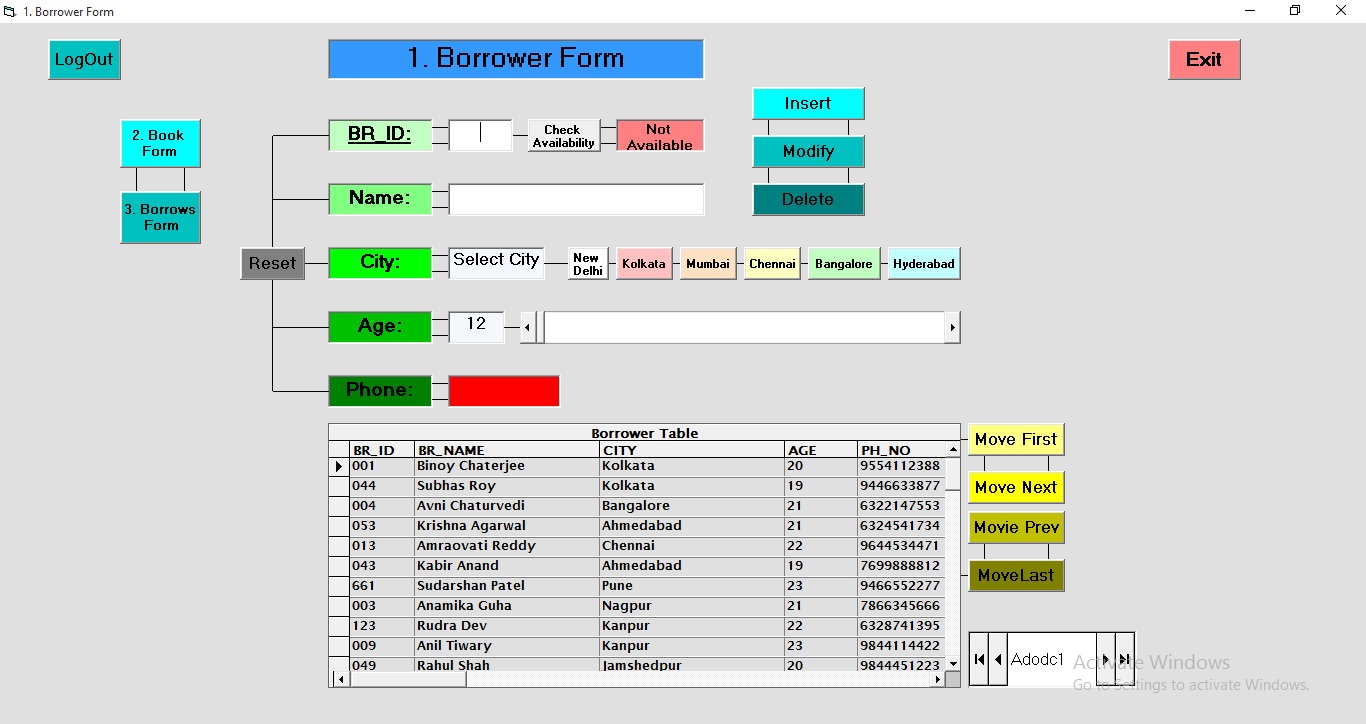 1. Borrower Form
LogOut
1. Borrower Form
Exit
2. Book
Form
3. Borrows
Form
BR_ID:
Check
Availability
Not
Available
Insert
Modify
Delete
Name:
Reset
City:
Select City
New
Delhi
Kolkata
Mumbai
Chennai
Bangalore
Hyderabad
Age:
12
Phone:
Borrower Table
BR_ID BR_NAME CITY AGE PH_NO
001 Binoy Chaterjee Kolkata 20 9554112388
044 Subhas Roy Kolkata 19 9446633877
004 Avni Chaturvedi Bangalore 21 6322147553
053 Krishna Agarwal Ahmedabad 21 6324541734
013 Amraovati Reddy Chennai 22 9644534471
043 Kabir Anand Ahmedabad 19 7699888812
661 Sudarshan Patel Pune 23 9466552277
003 Anamika Guha Nagpur 21 7866345666
123 Rudra Dev Kanpur 22 6328741395
009 Anil Tiwary Kanpur 23 9844114422
049 Rahul Shah Jamshedpur 20 9844451223
Move First
Move Next
Movie Prev
MoveLast
Adodc1
Activate Windows
Go to Settings to activate Windows.